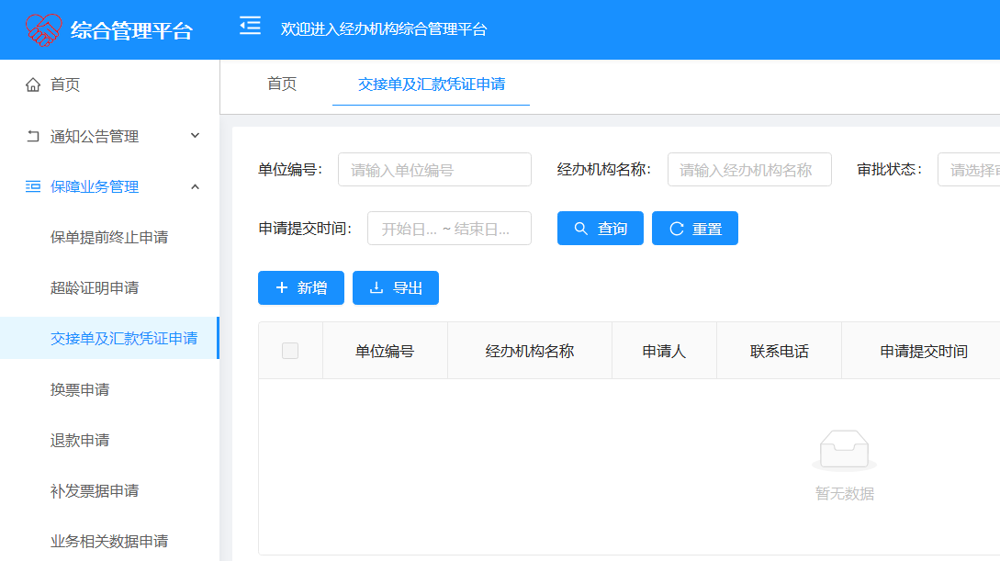 综合管理平台
欢迎进入经办机构综合管理平台
首页
通知公告管理
保障业务管理
保单提前终止申请
超龄证明申请
交接单及汇款凭证申请
换票申请
退款申请
补发票据申请
业务相关数据申请
首页 交接单及汇款凭证申请
单位编号： 请输入单位编号 经办机构名称： 请输入经办机构名称 审批状态： 请选择
申请提交时间： 开始日... ~ 结束日... 查询 重置
新增 导出
单位编号 经办机构名称 申请人 联系电话 申请提交时间
暂无数据